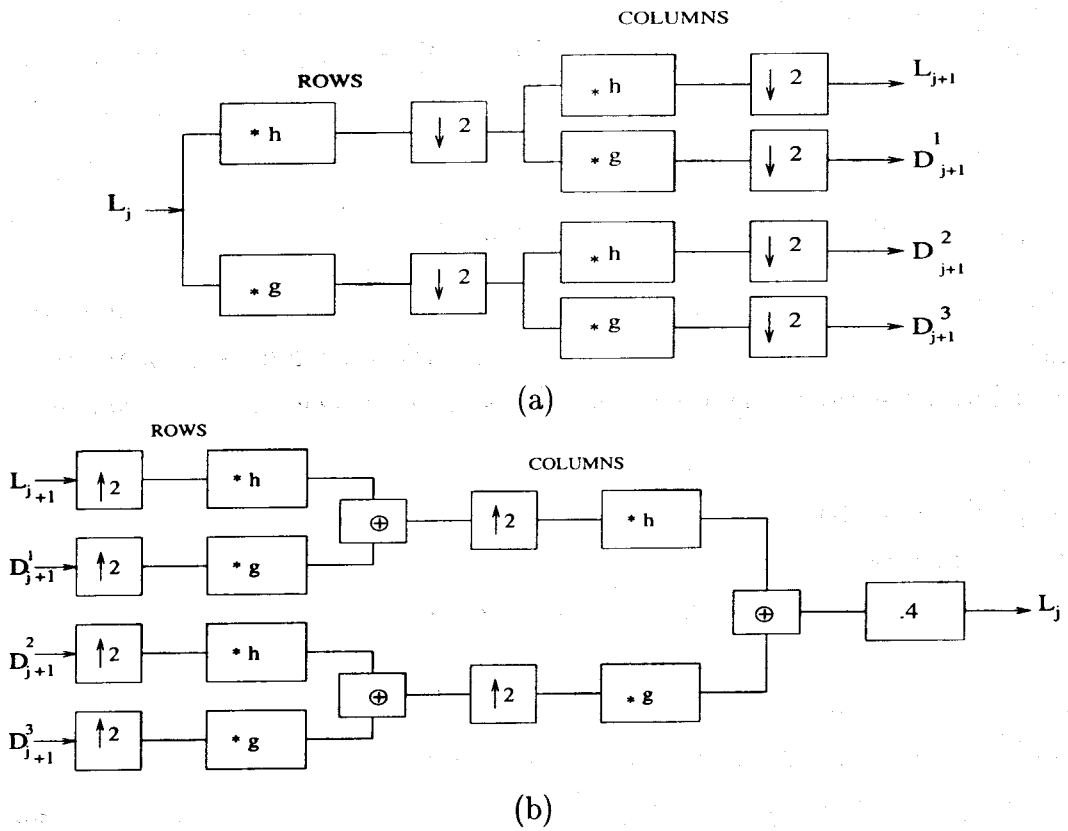 COLUMNS
ROWS
* h
↓ 2
* h
↓ 2
L_{j+1}
* g
↓ 2
D^1_{j+1}
L_j
* g
↓ 2
* h
↓ 2
D^2_{j+1}
* g
↓ 2
D^3_{j+1}
(a)
ROWS
COLUMNS
L_{j+1}
↑2
* h
⊕
↑2
* h
D^1_{j+1}
↑2
* g
⊕
.4
L_j
D^2_{j+1}
↑2
* h
⊕
↑2
* g
D^3_{j+1}
↑2
* g
(b)